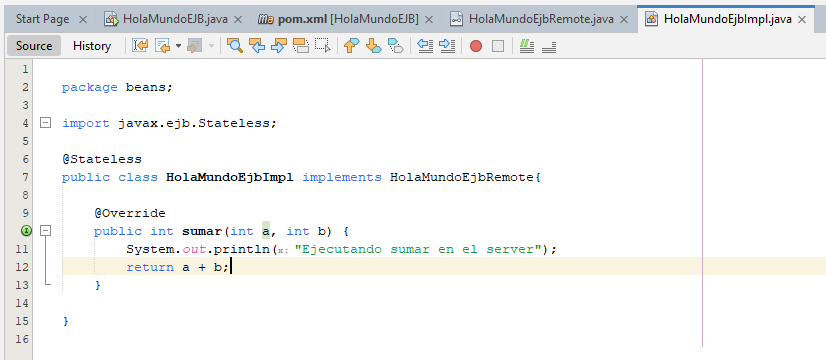 Start Page HolaMundoEJB.java pom.xml [HolaMundoEJB] HolaMundoEjbRemote.java HolaMundoEjbImpl.java
Source History
1
2 package beans;
3
4 import javax.ejb.Stateless;
5
6 @Stateless
7 public class HolaMundoEjbImpl implements HolaMundoEjbRemote{
8
9 @Override
public int sumar(int a, int b) {
11 System.out.println(x: "Ejecutando sumar en el server");
12 return a + b;
13 }
14
15 }
16